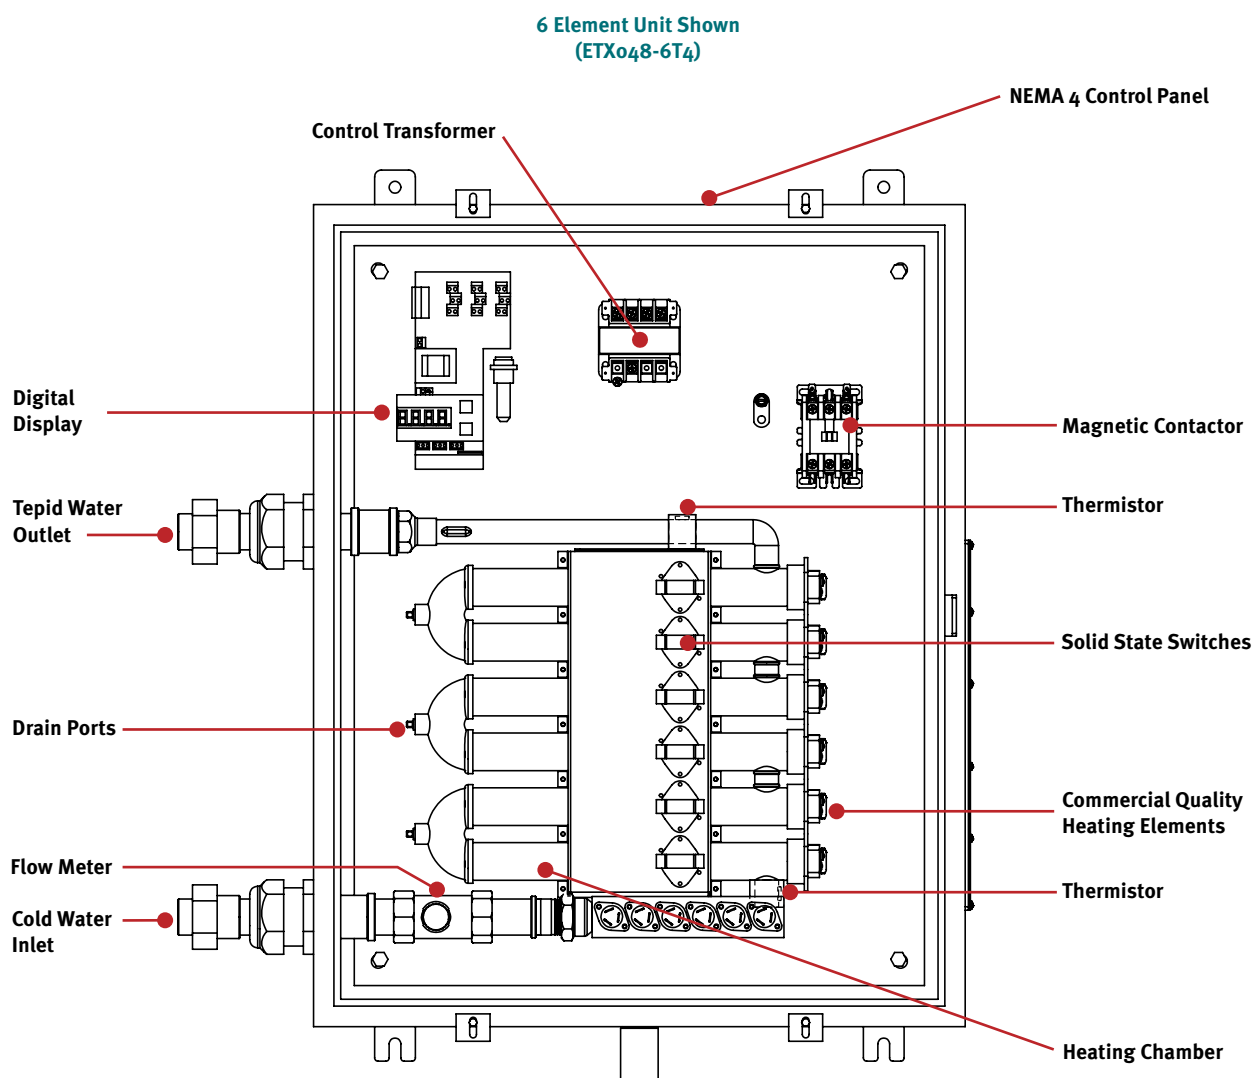 6 Element Unit Shown
(ETX048-6T4)
NEMA 4 Control Panel
Control Transformer
Digital
Display
Magnetic Contactor
Tepid Water
Outlet
Thermistor
Solid State Switches
Drain Ports
Commercial Quality
Heating Elements
Flow Meter
Thermistor
Cold Water
Inlet
Heating Chamber